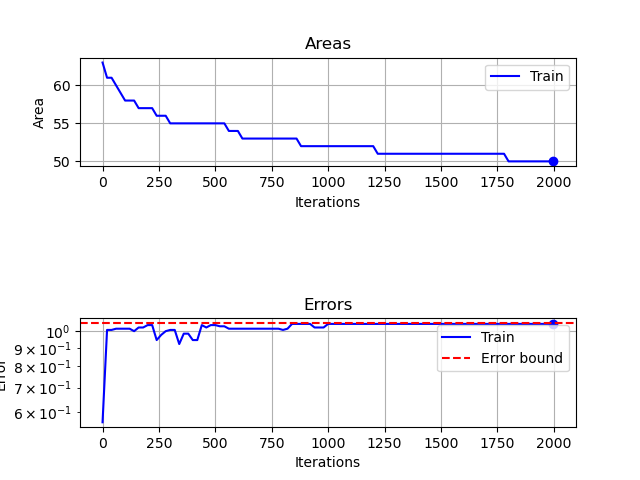 Areas
Area
60
55
50
Train
0 250 500 750 1000 1250 1500 1750 2000
Iterations
Errors
Error
10⁰
9 × 10⁻¹
8 × 10⁻¹
7 × 10⁻¹
6 × 10⁻¹
Train
Error bound
0 250 500 750 1000 1250 1500 1750 2000
Iterations